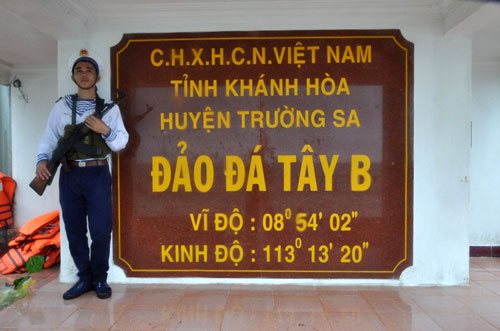 C.H.X.H.C.N.VIỆT NAM
TỈNH KHÁNH HÒA
HUYỆN TRƯỜNG SA
ĐẢO ĐÁ TÂY B
VĨ ĐỘ : 08⁰ 54' 02"
KINH ĐỘ : 113⁰ 13' 20"